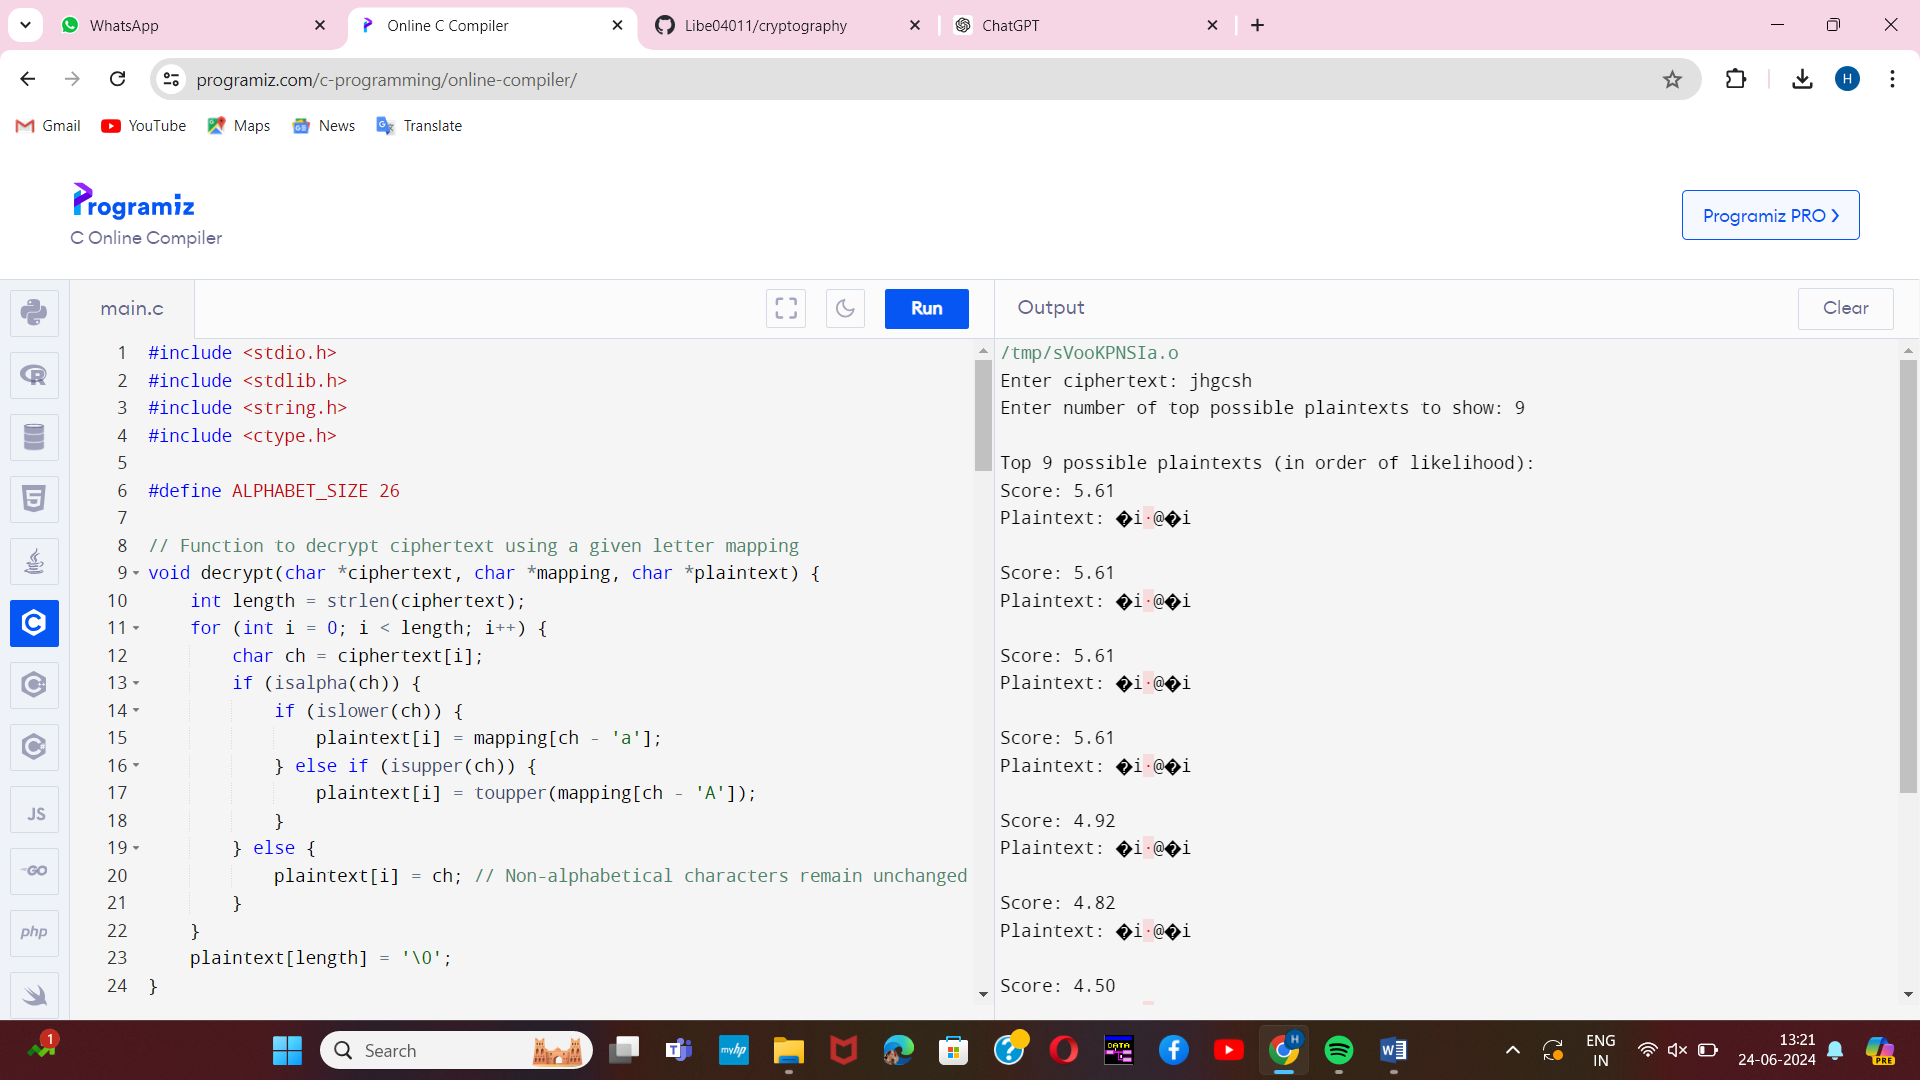 WhatsApp
Online C Compiler
Libe04011/cryptography
ChatGPT
programiz.com/c-programming/online-compiler/
H
Gmail
YouTube
Maps
News
Translate
Programiz
C Online Compiler
Programiz PRO
main.c
Run
Output
Clear
1 #include <stdio.h>
2 #include <stdlib.h>
3 #include <string.h>
4 #include <ctype.h>
5
6 #define ALPHABET_SIZE 26
7
8 // Function to decrypt ciphertext using a given letter mapping
9 void decrypt(char *ciphertext, char *mapping, char *plaintext) {
10 int length = strlen(ciphertext);
11 for (int i = 0; i < length; i++) {
12 char ch = ciphertext[i];
13 if (isalpha(ch)) {
14 if (islower(ch)) {
15 plaintext[i] = mapping[ch - 'a'];
16 } else if (isupper(ch)) {
17 plaintext[i] = toupper(mapping[ch - 'A']);
18 }
19 } else {
20 plaintext[i] = ch; // Non-alphabetical characters remain unchanged
21 }
22 }
23 plaintext[length] = '\0';
24 }
/tmp/sVooKPNSIa.o
Enter ciphertext: jhgcsh
Enter number of top possible plaintexts to show: 9
Top 9 possible plaintexts (in order of likelihood):
Score: 5.61
Plaintext: �i·@�i
Score: 5.61
Plaintext: �i·@�i
Score: 5.61
Plaintext: �i·@�i
Score: 5.61
Plaintext: �i·@�i
Score: 4.92
Plaintext: �i·@�i
Score: 4.82
Plaintext: �i·@�i
Score: 4.50
JS
GO
php
1
Search
myhp
DATA
H
ENG
IN
13:21
24-06-2024
PRE